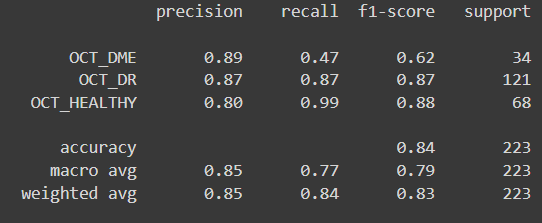 precision recall f1-score support
OCT_DME 0.89 0.47 0.62 34
OCT_DR 0.87 0.87 0.87 121
OCT_HEALTHY 0.80 0.99 0.88 68
accuracy 0.84 223
macro avg 0.85 0.77 0.79 223
weighted avg 0.85 0.84 0.83 223